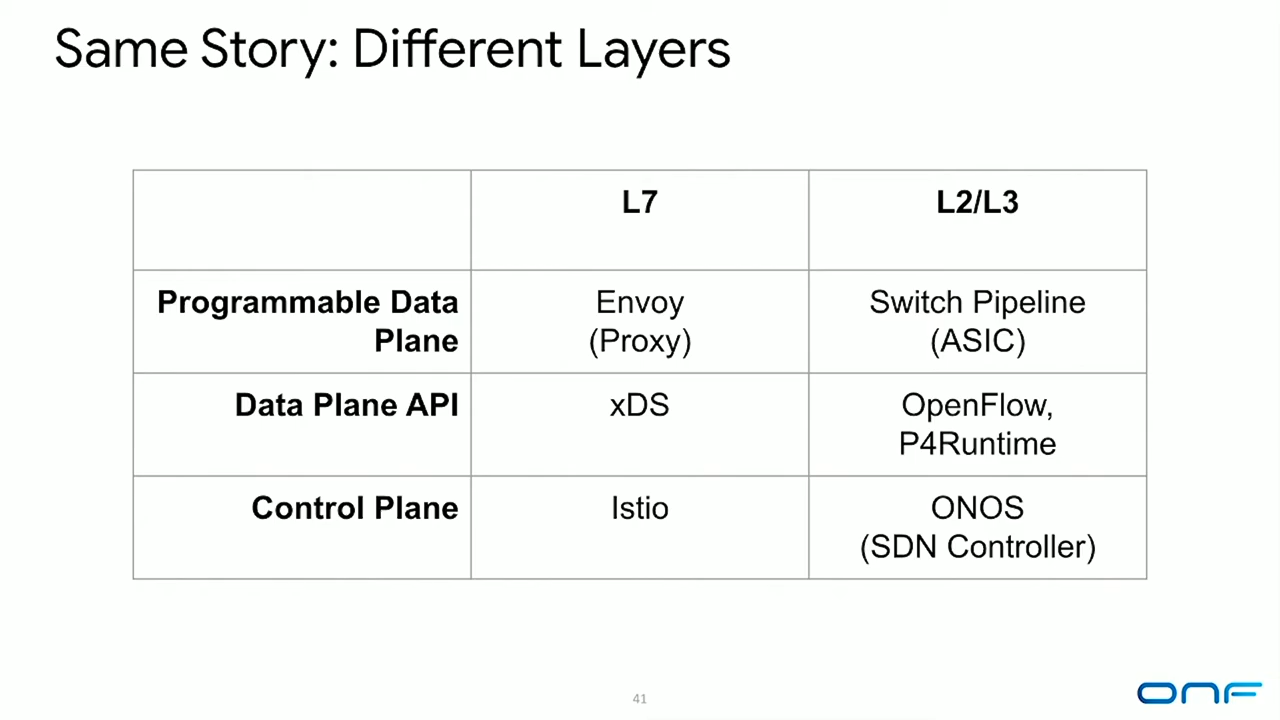 Same Story: Different Layers
L7
L2/L3
Programmable Data
Plane
Envoy
(Proxy)
Switch Pipeline
(ASIC)
Data Plane API
xDS
OpenFlow,
P4Runtime
Control Plane
Istio
ONOS
(SDN Controller)
41
ONF